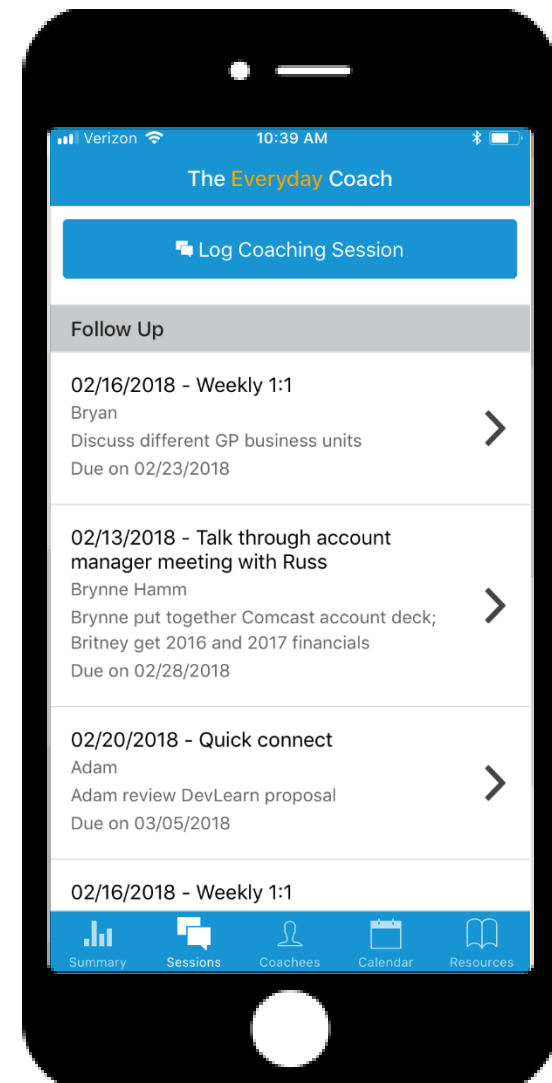 Verizon 10:39 AM
The Everyday Coach
Log Coaching Session
Follow Up
02/16/2018 - Weekly 1:1
Bryan
Discuss different GP business units
Due on 02/23/2018
02/13/2018 - Talk through account
manager meeting with Russ
Brynne Hamm
Brynne put together Comcast account deck;
Britney get 2016 and 2017 financials
Due on 02/28/2018
02/20/2018 - Quick connect
Adam
Adam review DevLearn proposal
Due on 03/05/2018
02/16/2018 - Weekly 1:1
Summary Sessions Coachees Calendar Resources